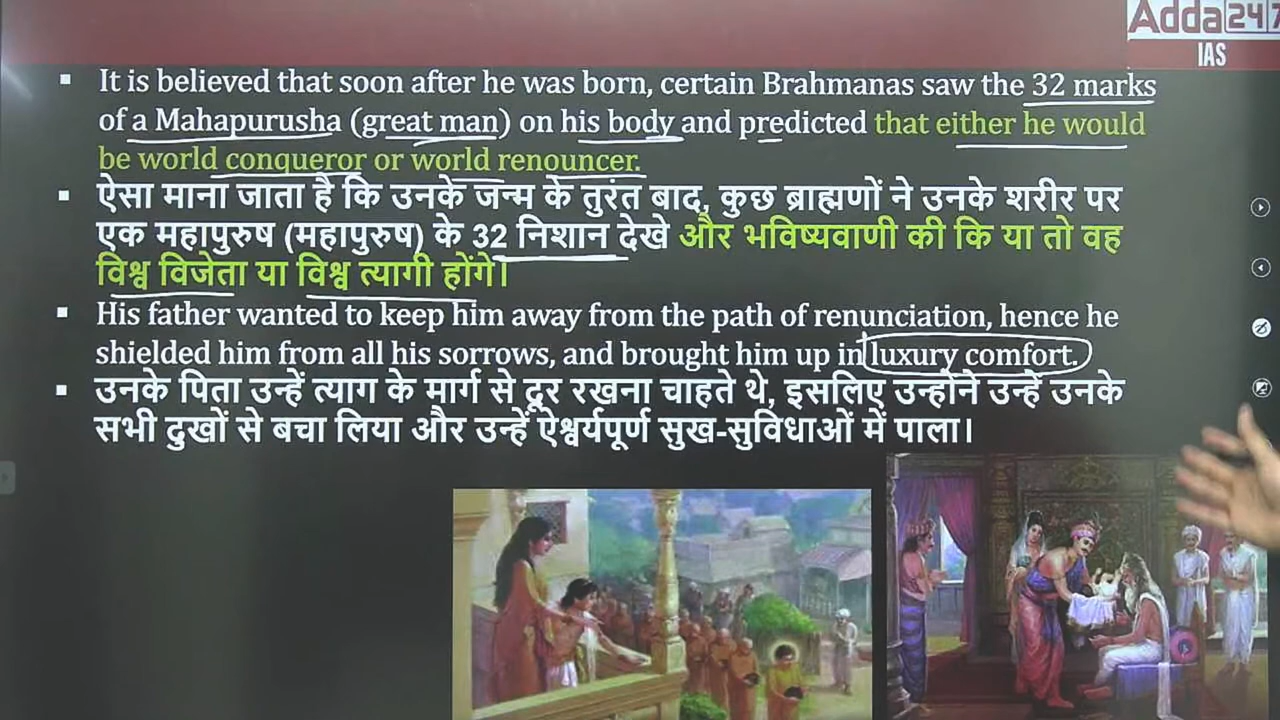 Adda247
IAS
▪ It is believed that soon after he was born, certain Brahmanas saw the 32 marks
of a Mahapurusha (great man) on his body and predicted that either he would
be world conqueror or world renouncer.
▪ ऐसा माना जाता है कि उनके जन्म के तुरंत बाद, कुछ ब्राह्मणों ने उनके शरीर पर
एक महापुरुष (महापुरुष) के 32 निशान देखे और भविष्यवाणी की कि या तो वह
विश्व विजेता या विश्व त्यागी होंगे।
▪ His father wanted to keep him away from the path of renunciation, hence he
shielded him from all his sorrows, and brought him up in luxury comfort.
▪ उनके पिता उन्हें त्याग के मार्ग से दूर रखना चाहते थे, इसलिए उन्होंने उन्हें उनके
सभी दुखों से बचा लिया और उन्हें ऐश्वर्यपूर्ण सुख-सुविधाओं में पाला।